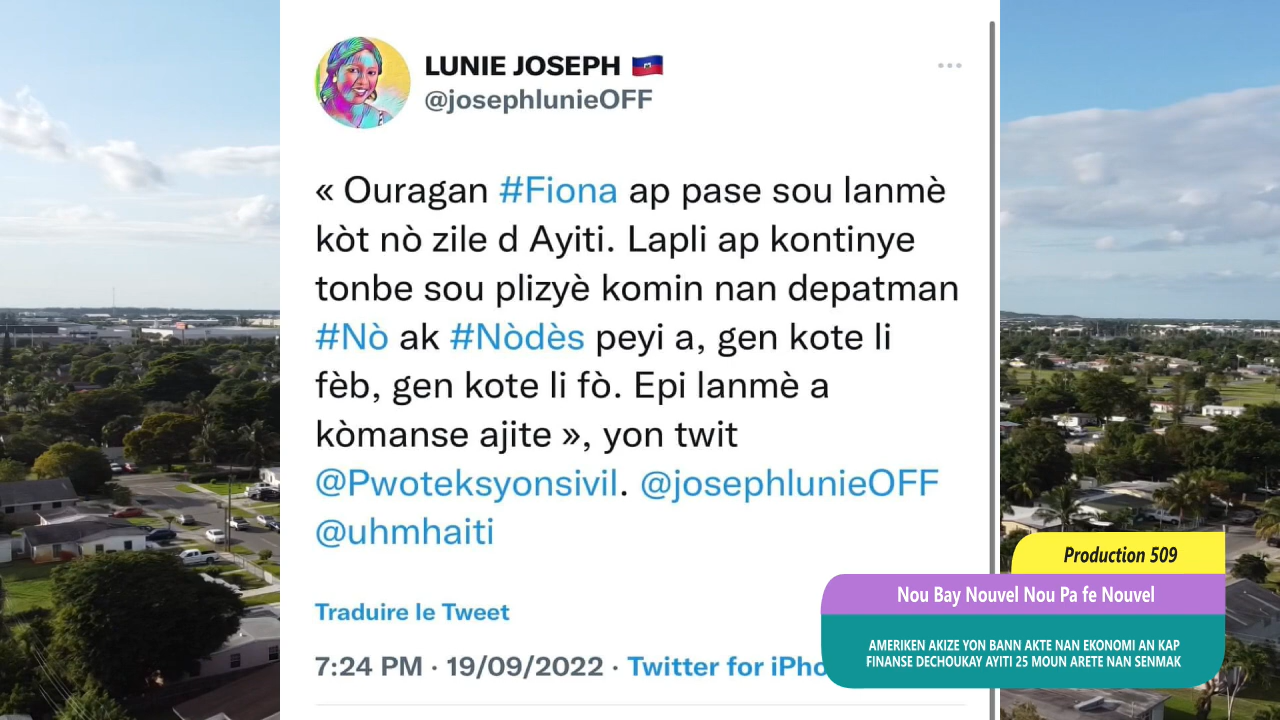 LUNIE JOSEPH
@josephlunieOFF
« Ouragan #Fiona ap pase sou lanmè
kòt nò zile d Ayiti. Lapli ap kontinye
tonbe sou plizyè komin nan depatman
#Nò ak #Nòdès peyi a, gen kote li
fèb, gen kote li fò. Epi lanmè a
kòmanse ajite », yon twit
@Pwoteksyonsivil. @josephlunieOFF
@uhmhaiti
Traduire le Tweet
7:24 PM · 19/09/2022 · Twitter for
Production 509
Nou Bay Nouvel Nou Pa fe Nouvel
AMERIKEN AKIZE YON BANN AKTE NAN EKONOMI AN KAP
FINANSE DECHOUKAY AYITI 25 MOUN ARETE NAN SENMAK